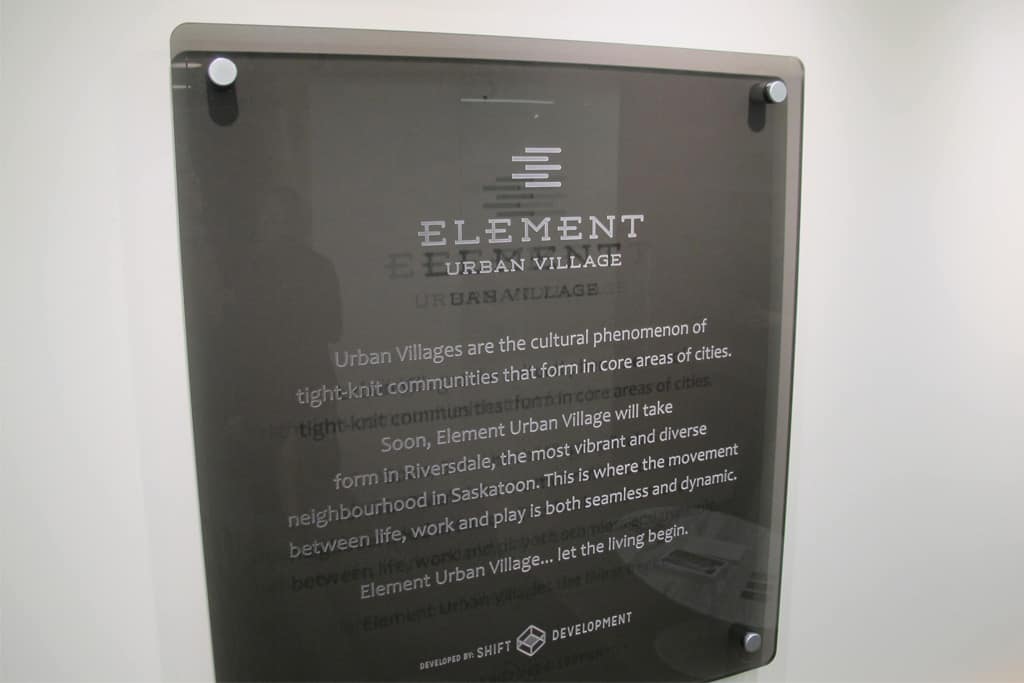 ELEMENT
URBAN VILLAGE
Urban Villages are the cultural phenomenon of
tight-knit communities that form in core areas of cities.
Soon, Element Urban Village will take
form in Riversdale, the most vibrant and diverse
neighbourhood in Saskatoon. This is where the movement
between life, work and play is both seamless and dynamic.
Element Urban Village... let the living begin.
DEVELOPED BY: SHIFT DEVELOPMENT